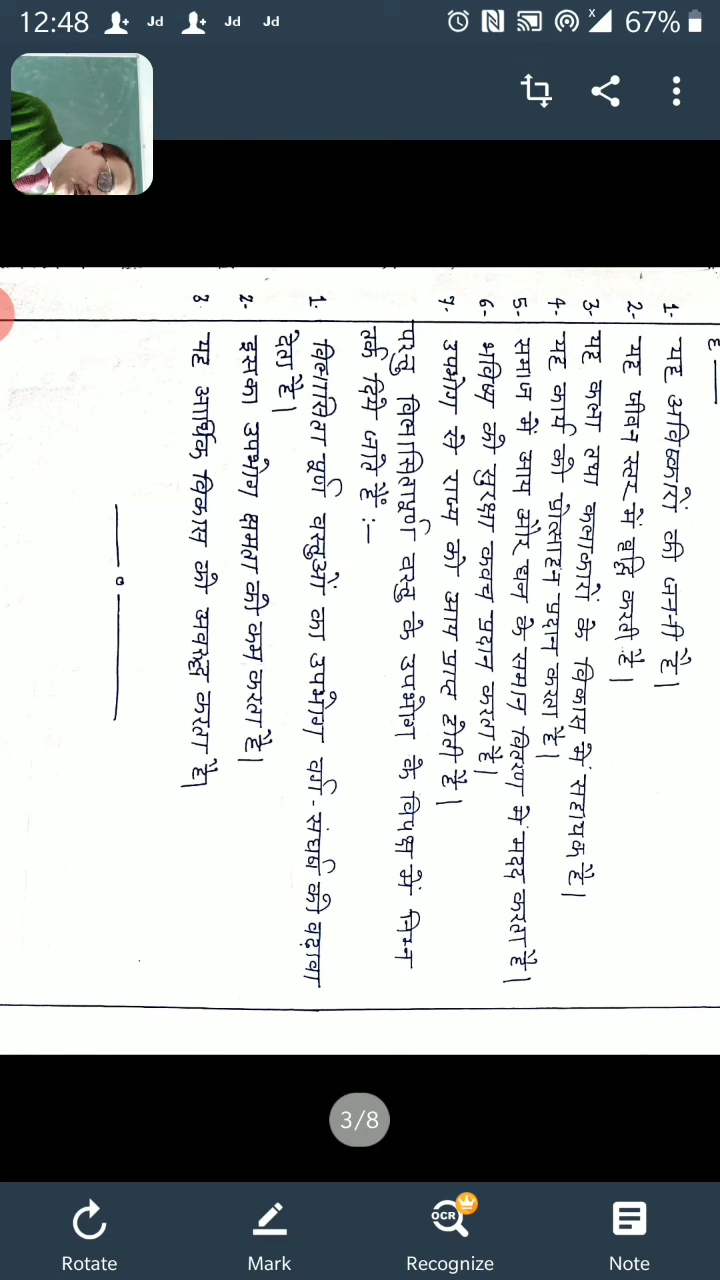 12:48 Jd Jd Jd 67%
1. यह अविष्कारों की जननी है।
2- यह जीवन स्तर में वृद्धि करती है।
3- यह कला तथा कलाकारों के विकास में सहायक है।
4- यह कार्य को प्रोत्साहन प्रदान करता है।
5- समाज में आय और धन के समान वितरण में मदद करता है।
6- भविष्य को सुरक्षा कवच प्रदान करता है।
7- उपभोग से राज्य को आय प्राप्त होती है।
परन्तु विलासितापूर्ण वस्तु के उपभोग के विपक्ष में निम्न
तर्क दिये जाते हैं :—
1. विलासिता पूर्ण वस्तुओं का उपभोग वर्ग-संघर्ष को बढ़ावा
देता है।
2- इसका उपभोग क्षमता को कम करता है।
3. यह आर्थिक विकास को अवरुद्ध करता है।
3/8
OCR
Rotate Mark Recognize Note